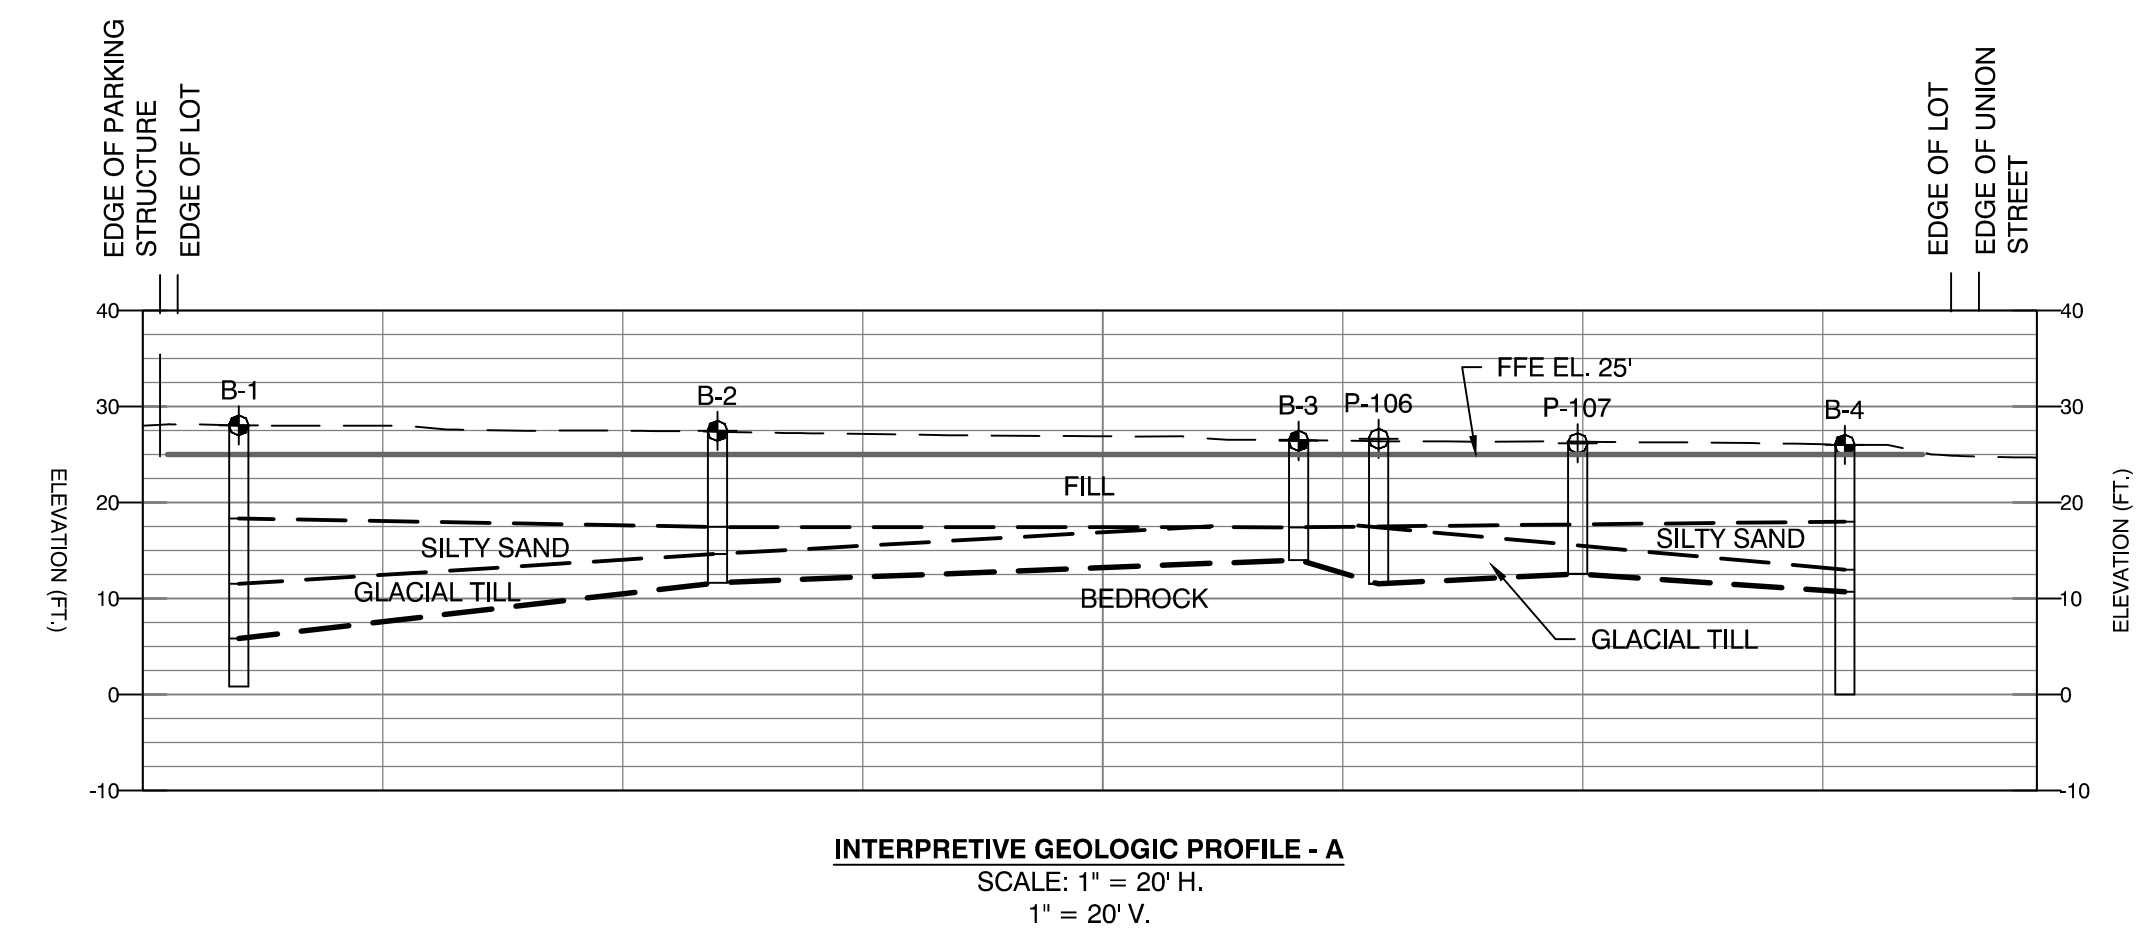 EDGE OF PARKING
STRUCTURE
EDGE OF LOT
EDGE OF LOT
EDGE OF UNION
STREET
40
30
20
10
0
-10
ELEVATION (FT.)
B-1
B-2
B-3
P-106
P-107
B-4
FFE EL. 25'
FILL
SILTY SAND
GLACIAL TILL
BEDROCK
SILTY SAND
GLACIAL TILL
40
30
20
10
0
-10
ELEVATION (FT.)
INTERPRETIVE GEOLOGIC PROFILE - A
SCALE: 1" = 20' H.
1" = 20' V.